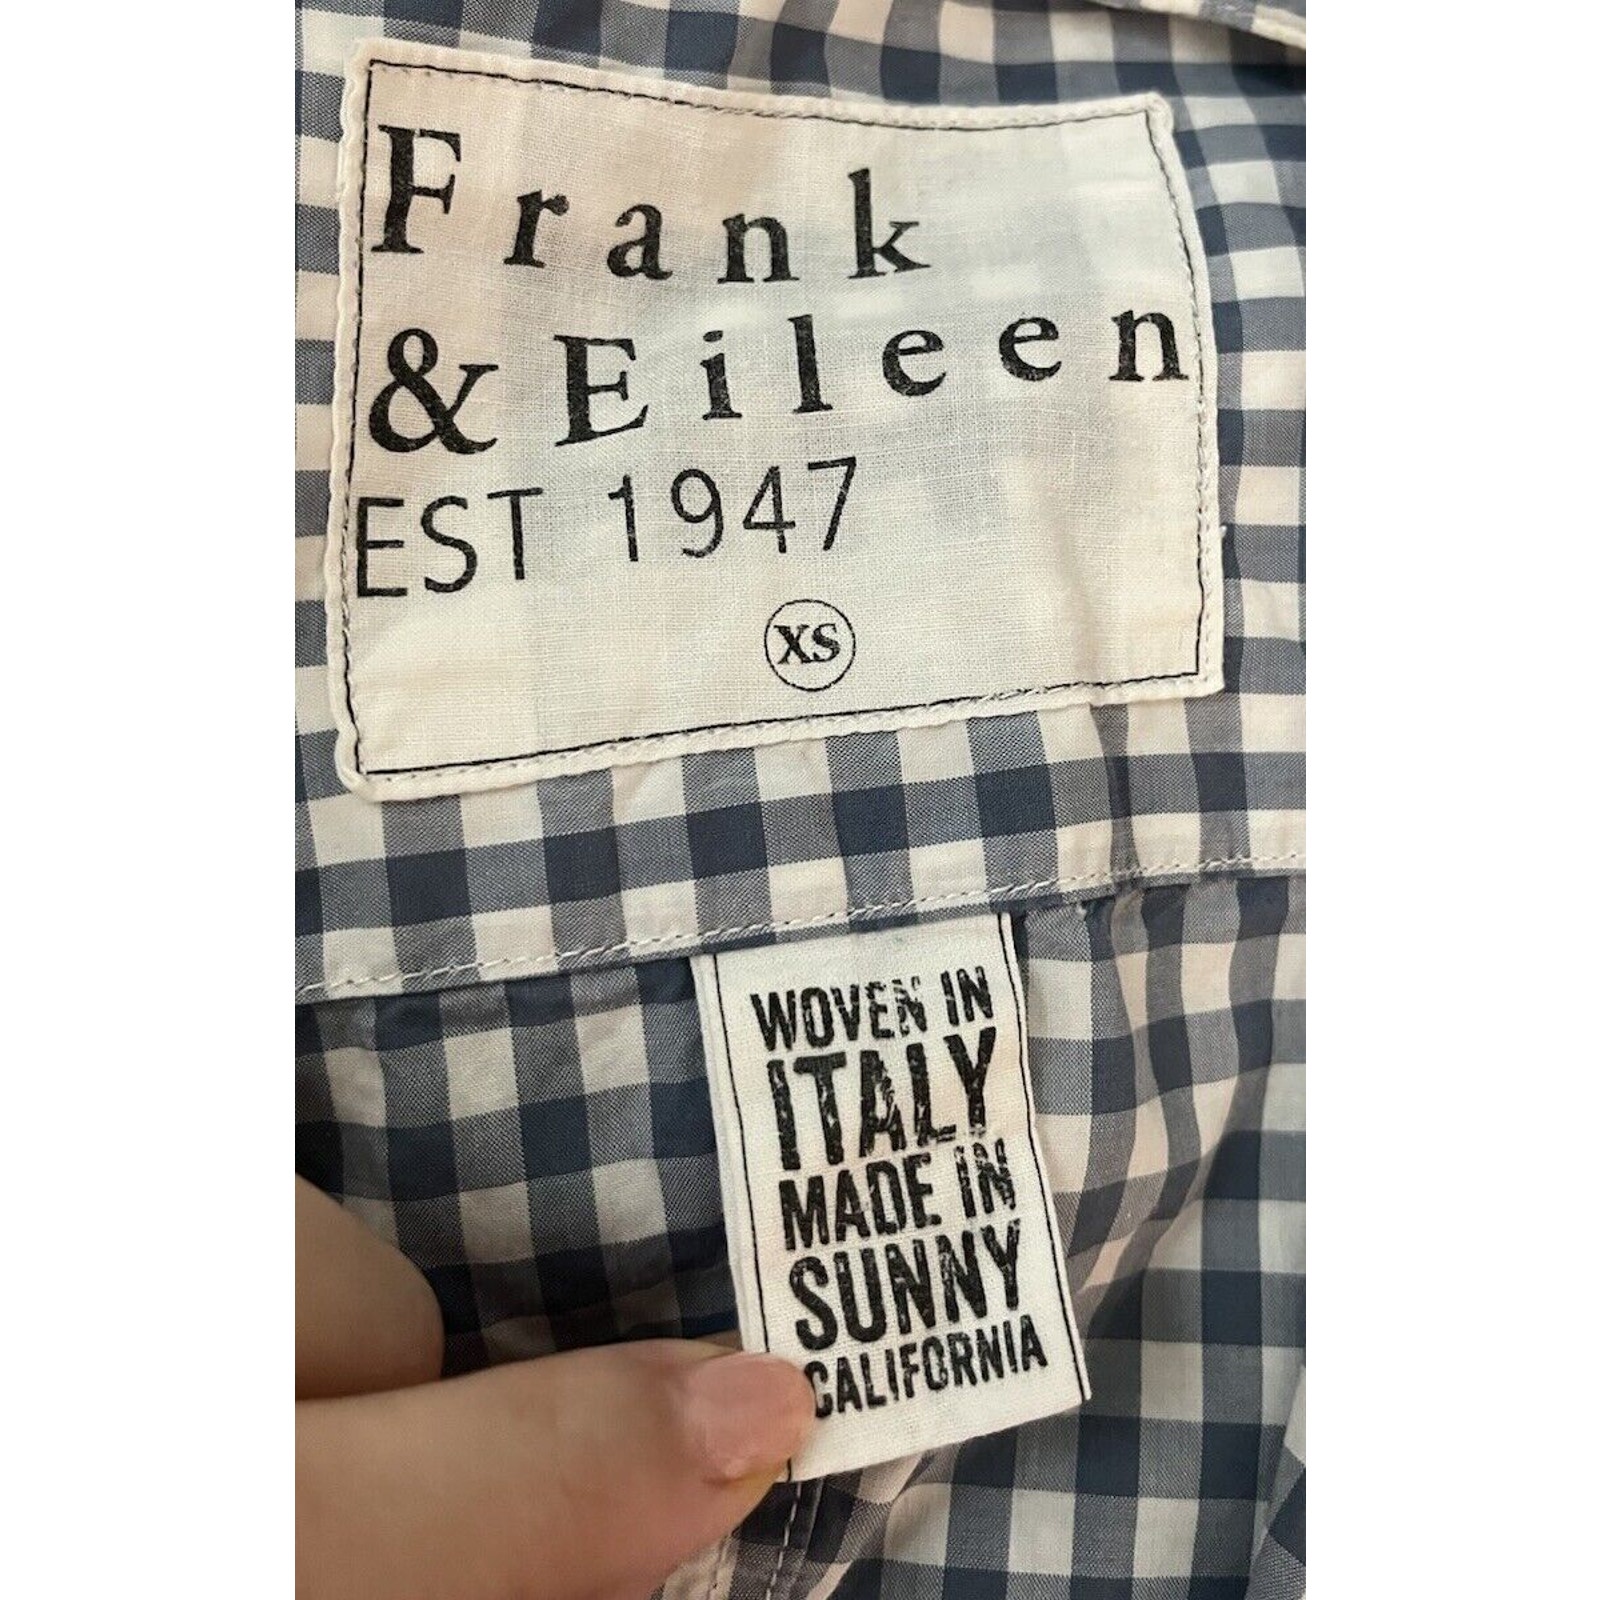 Frank
& Eileen
EST 1947
XS
WOVEN IN
ITALY
MADE IN
SUNNY
CALIFORNIA